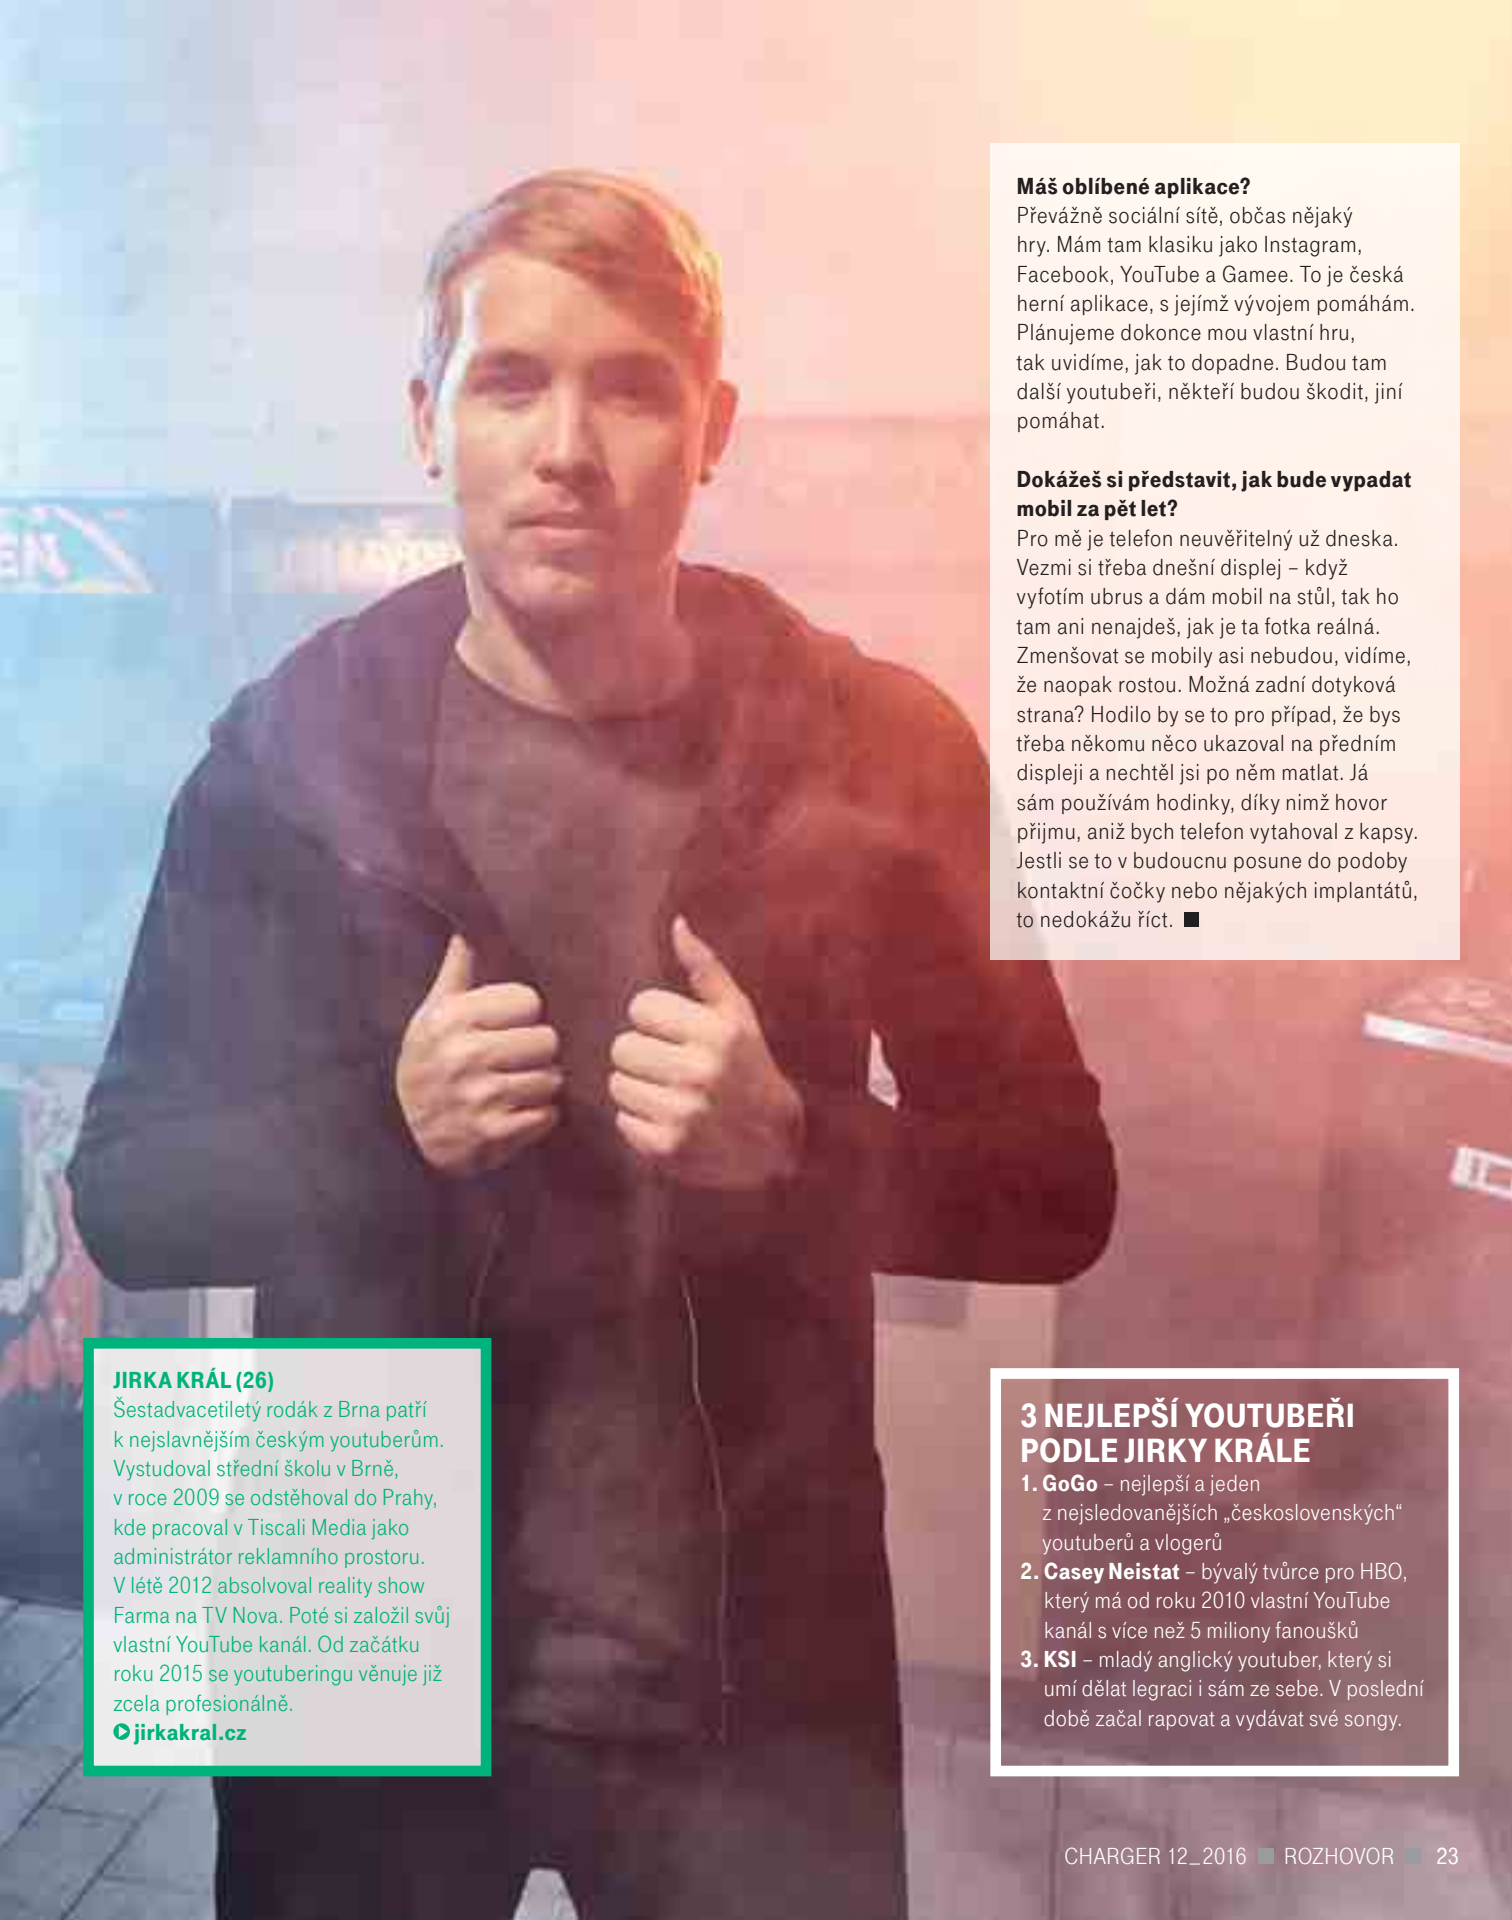 Máš oblíbené aplikace?
Převážně sociální sítě, občas nějaký
hry. Mám tam klasiku jako Instagram,
Facebook, YouTube a Gamee. To je česká
herní aplikace, s jejímž vývojem pomáhám.
Plánujeme dokonce mou vlastní hru,
tak uvidíme, jak to dopadne. Budou tam
další youtubeři, někteří budou škodit, jiní
pomáhat.
Dokážeš si představit, jak bude vypadat
mobil za pět let?
Pro mě je telefon neuvěřitelný už dneska.
Vezmi si třeba dnešní displej – když
vyfotím ubrus a dám mobil na stůl, tak ho
tam ani nenajdeš, jak je ta fotka reálná.
Zmenšovat se mobily asi nebudou, vidíme,
že naopak rostou. Možná zadní dotyková
strana? Hodilo by se to pro případ, že bys
třeba někomu něco ukazoval na předním
displeji a nechtěl jsi po něm matlat. Já
sám používám hodinky, díky nimž hovor
přijmu, aniž bych telefon vytahoval z kapsy.
Jestli se to v budoucnu posune do podoby
kontaktní čočky nebo nějakých implantátů,
to nedokážu říct. ■
JIRKA KRÁL (26)
Šestadvacetiletý rodák z Brna patří
k nejslavnějším českým youtuberům.
Vystudoval střední školu v Brně,
v roce 2009 se odstěhoval do Prahy,
kde pracoval v Tiscali Media jako
administrátor reklamního prostoru.
V létě 2012 absolvoval reality show
Farma na TV Nova. Poté si založil svůj
vlastní YouTube kanál. Od začátku
roku 2015 se youtuberingu věnuje již
zcela profesionálně.
jirkakral.cz
3 NEJLEPŠÍ YOUTUBEŘI
PODLE JIRKY KRÁLE
1. GoGo – nejlepší a jeden
z nejsledovanějších „československých“
youtuberů a vlogerů
2. Casey Neistat – bývalý tvůrce pro HBO,
který má od roku 2010 vlastní YouTube
kanál s více než 5 miliony fanoušků
3. KSI – mladý anglický youtuber, který si
umí dělat legraci i sám ze sebe. V poslední
době začal rapovat a vydávat své songy.
CHARGER 12_2016 ■ ROZHOVOR ■ 23